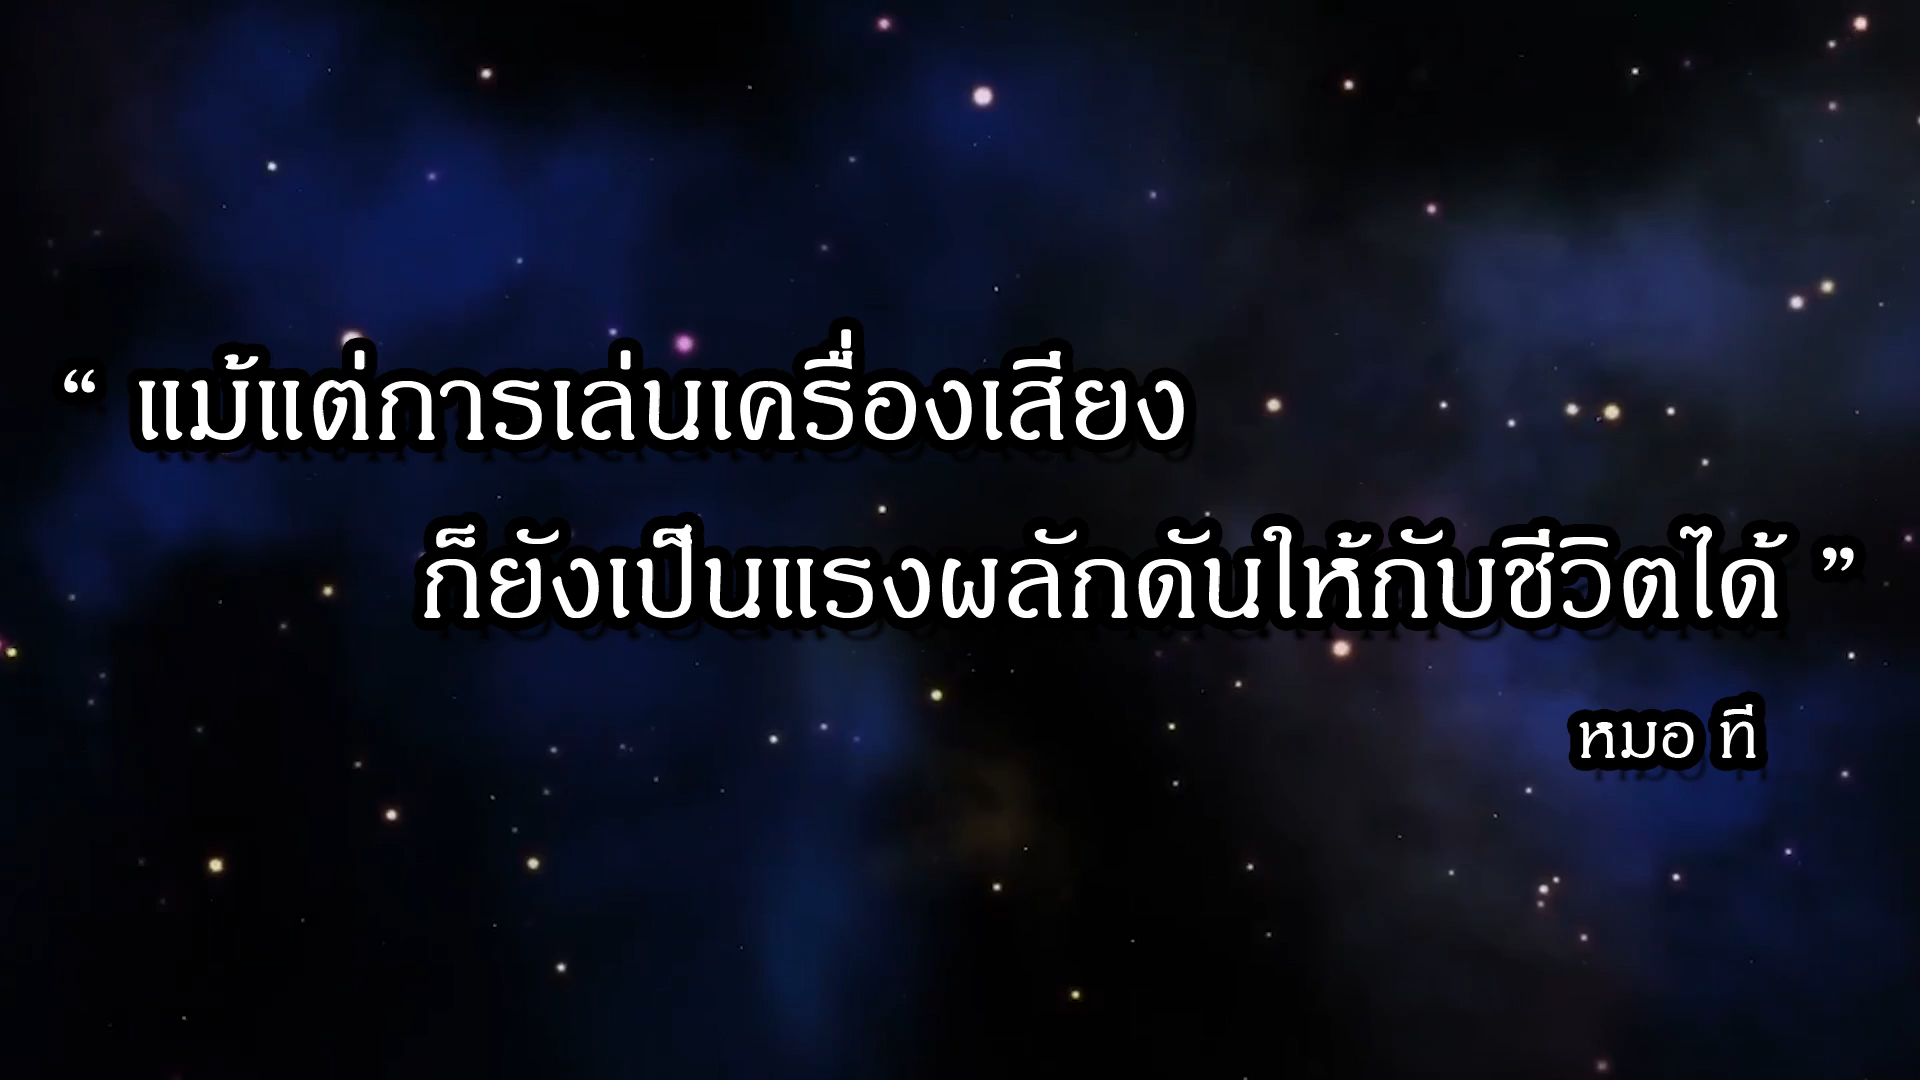 “ แม้แต่การเล่นเครื่องเสียง
ก็ยังเป็นแรงผลักดันให้กับชีวิตได้ ”
หมอ ที